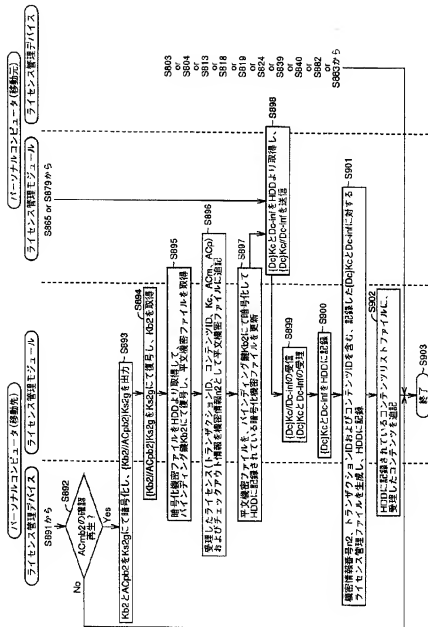 パーソナルコンピュータ(移動先)
ライセンス管理デバイス
ライセンス管理モジュール
パーソナルコンピュータ(移動元)
ライセンス管理モジュール
ライセンス管理デバイス
S891から
S892
ACmb2の確認
再生?
No
Yes
S893
Kb2とACpb2をKs2gにて暗号化し、{Kb2//ACpb2}Ks2gを出力
S894
{Kb2//ACpb2}Ks2gをKs2gにて復号し、Kb2を取得
S895
暗号化機密ファイルをHDDより取得して
バインディング鍵Kb2にて復号し、平文機密ファイルを取得
S896
受理したライセンス(トランザクションID、コンテンツID、Kc、ACm、ACp)
およびチェックアウト情報を機密情報n2として平文機密ファイルに追記
S897
平文機密ファイルを、バインディング鍵Kb2にて暗号化して
HDDに記録されている暗号化機密ファイルを更新
S865 or S879から
S898
{Dc}KcとDc-infをHDDより取得し、
{Dc}Kc//Dc-infを送信
S899
{Dc}Kc//Dc-infの受信
{Dc}KcとDc-infの受理
S900
{Dc}KcとDc-infをHDDに記録
S901
機密情報番号n2、トランザクションIDおよびコンテンツIDを含む、記録した{Dc}KcとDc-infに対する
ライセンス管理ファイルを生成し、HDDに記録
S902
HDDに記録されているコンテンツリストファイルに、
受理したコンテンツを追記
S903
終了
S803
or
S804
or
S813
or
S818
or
S819
or
S824
or
S839
or
S840
or
S882
or
S883から